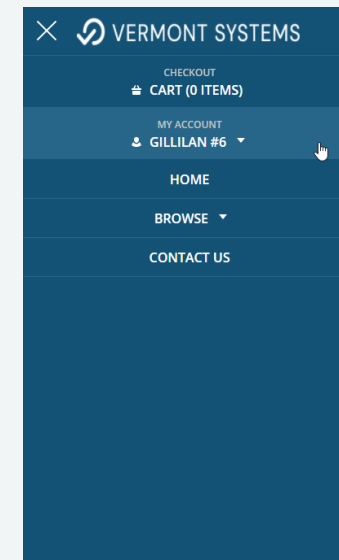 VERMONT SYSTEMS
CHECKOUT
CART (0 ITEMS)
MY ACCOUNT
GILLILAN #6
HOME
BROWSE
CONTACT US